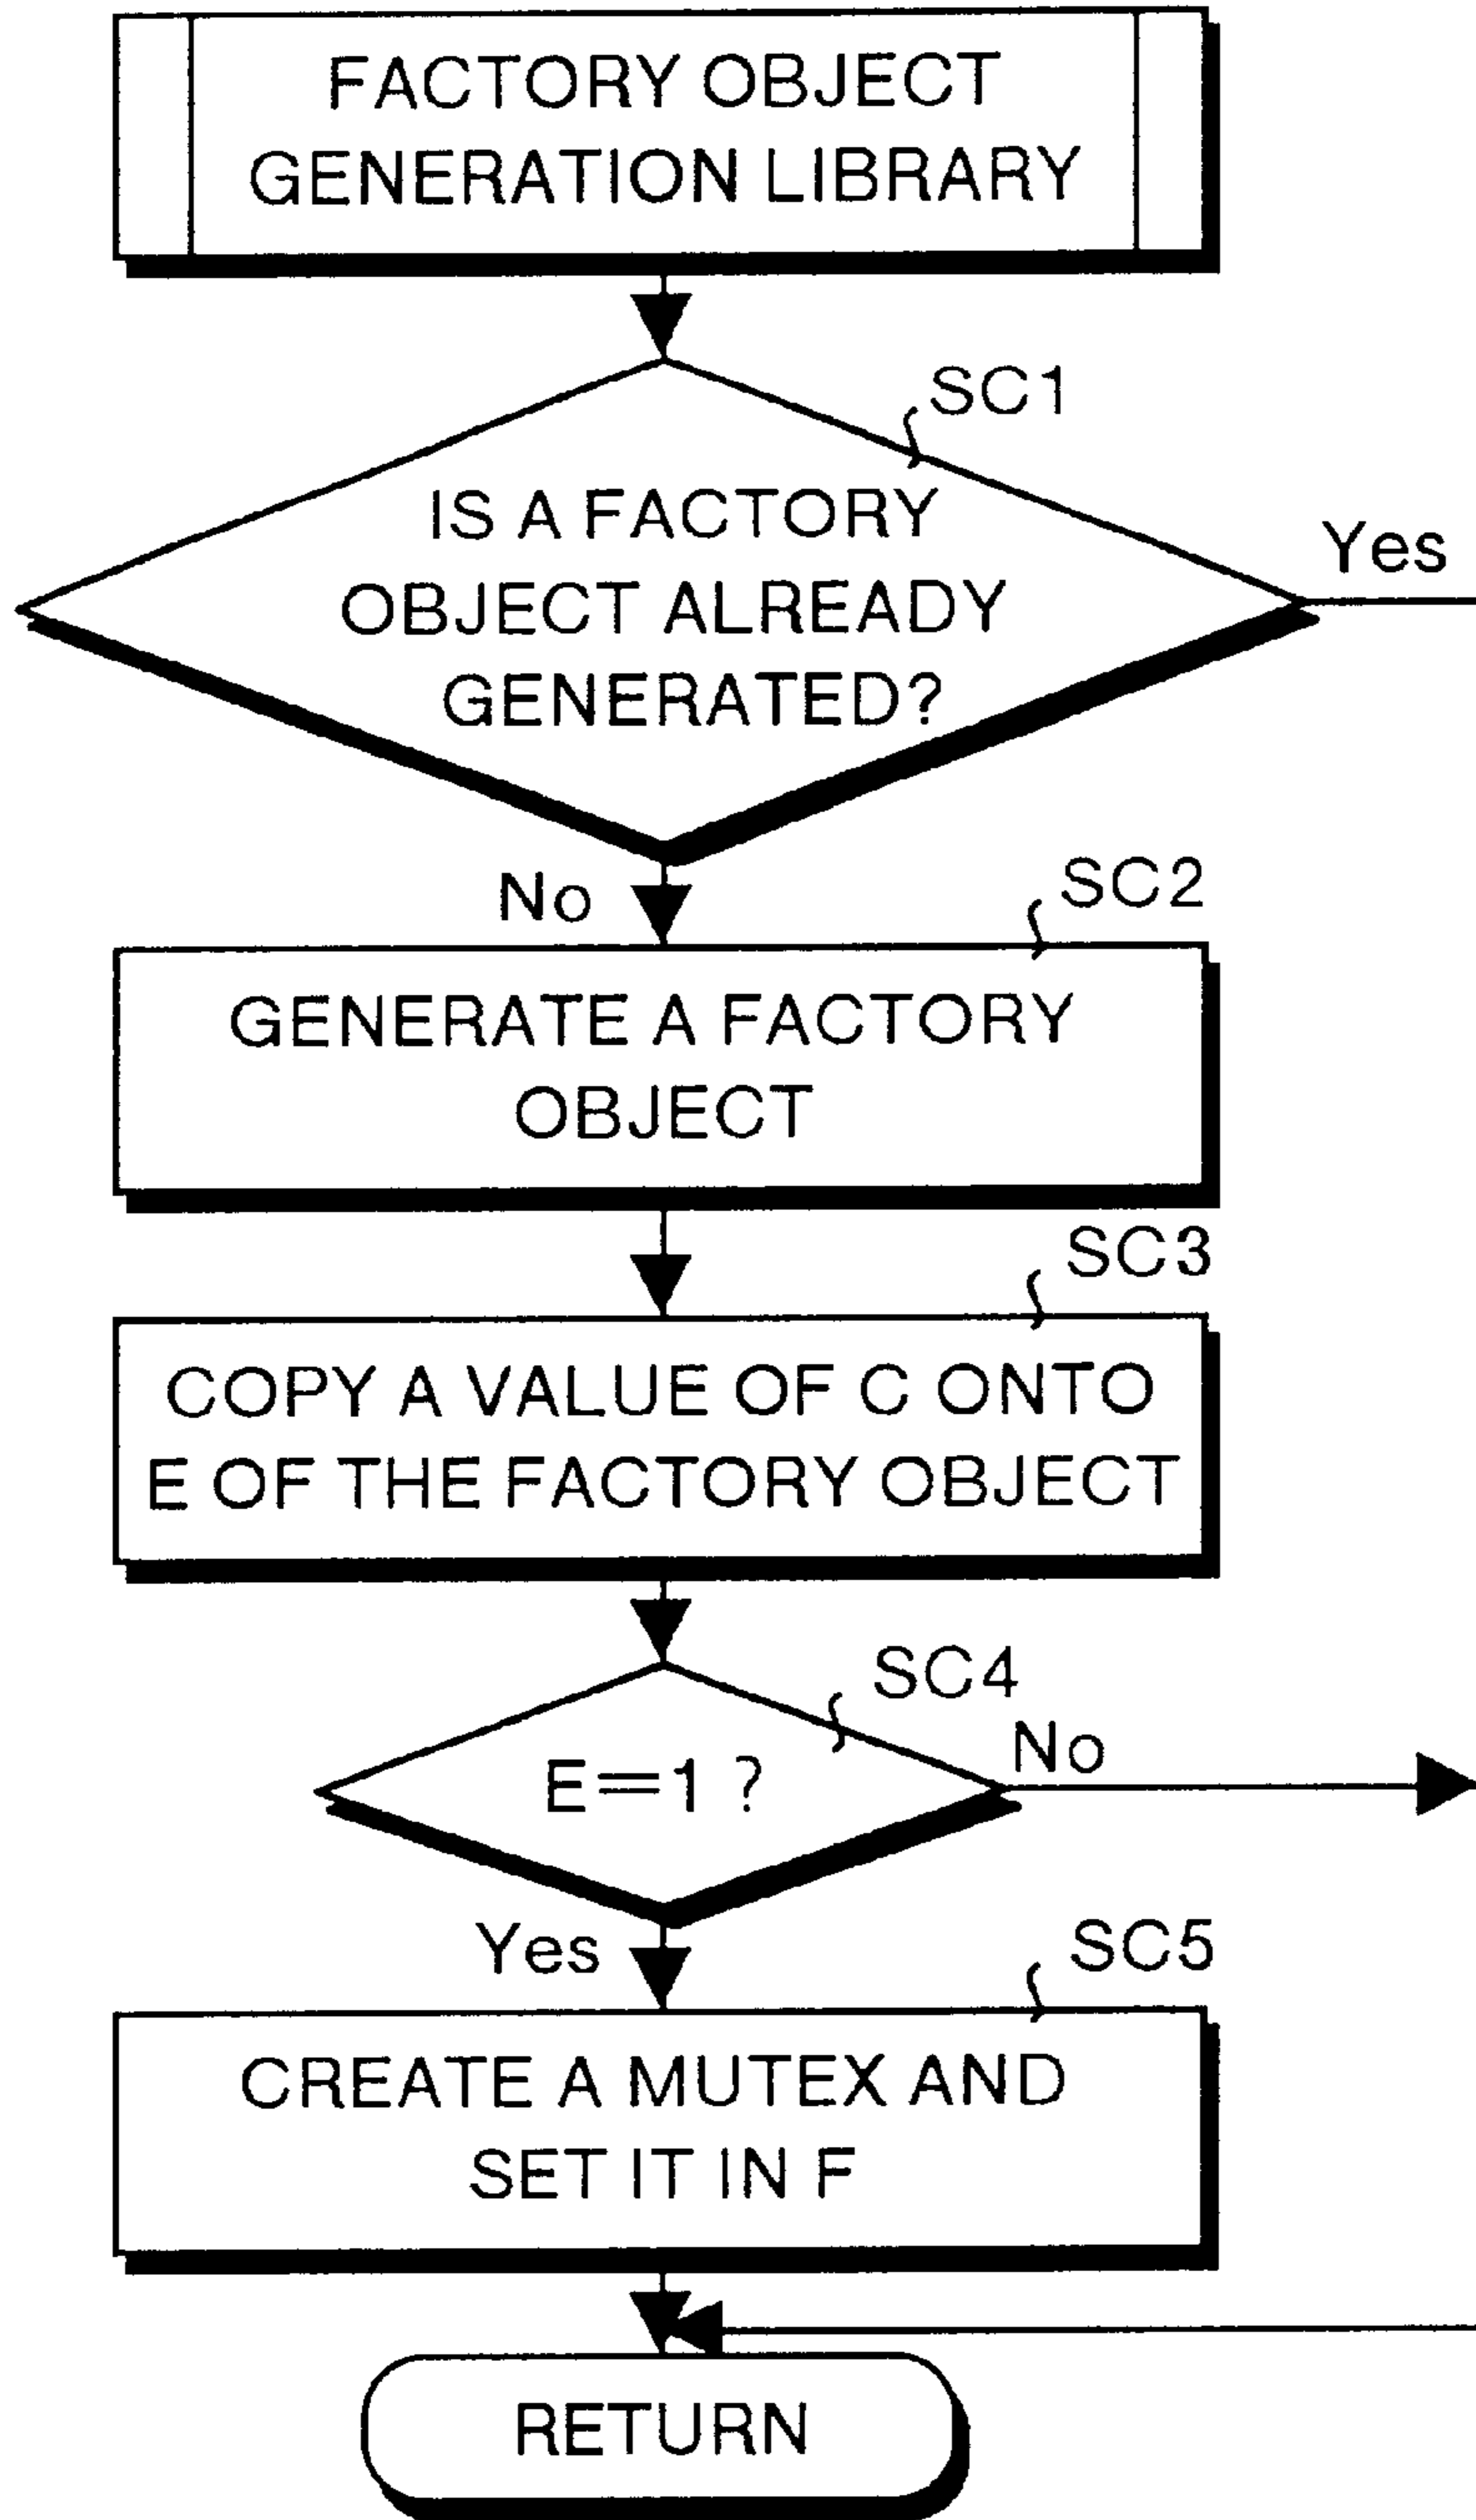 FACTORY OBJECT
GENERATION LIBRARY
SC1
IS A FACTORY
OBJECT ALREADY
GENERATED?
Yes
No
SC2
GENERATE A FACTORY
OBJECT
SC3
COPY A VALUE OF C ONTO
E OF THE FACTORY OBJECT
SC4
E=1 ?
No
Yes
SC5
CREATE A MUTEX AND
SET IT IN F
RETURN